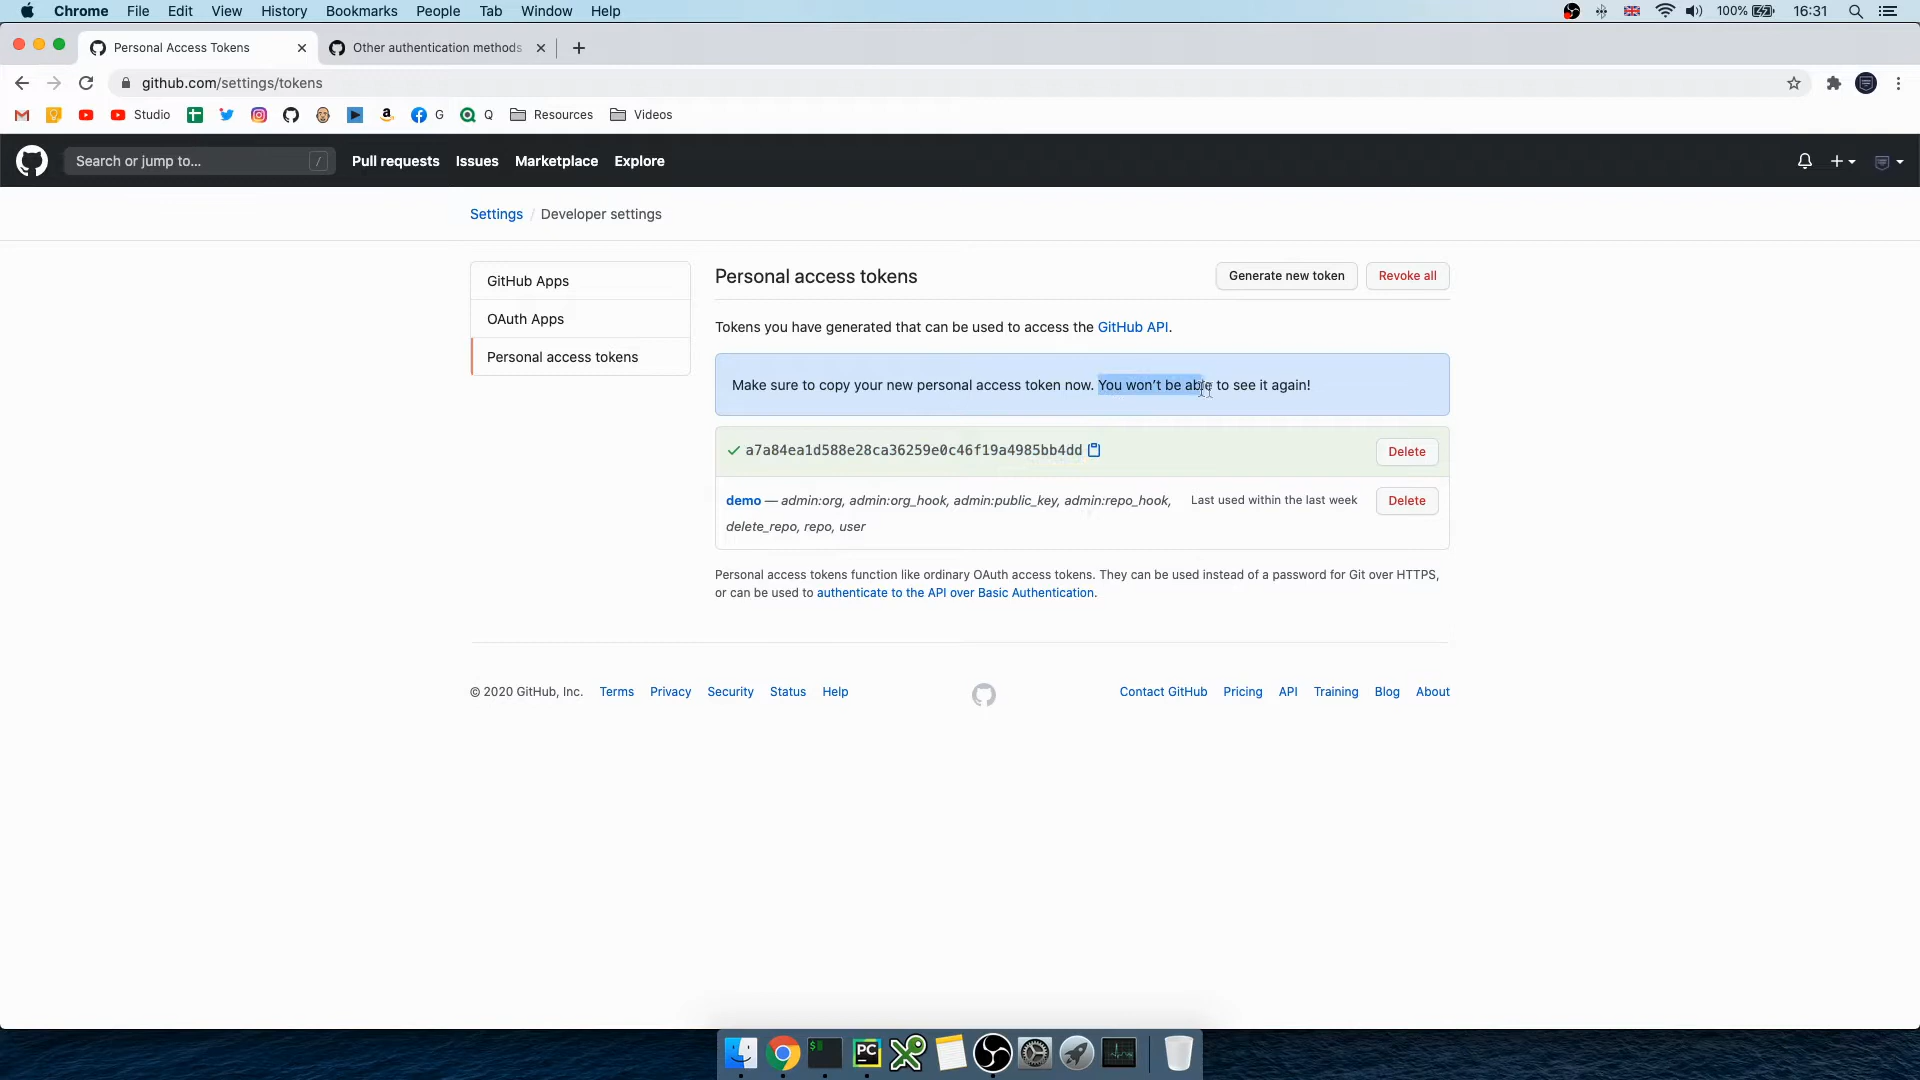 Chrome File Edit View History Bookmarks People Tab Window Help 100% 16:31
Personal Access Tokens Other authentication methods
github.com/settings/tokens
Studio G Q Resources Videos
Search or jump to... / Pull requests Issues Marketplace Explore
Settings / Developer settings
GitHub Apps
OAuth Apps
Personal access tokens
Personal access tokens Generate new token Revoke all
Tokens you have generated that can be used to access the GitHub API.
Make sure to copy your new personal access token now. You won’t be able to see it again!
a7a84ea1d588e28ca36259e0c46f19a4985bb4dd Delete
demo — admin:org, admin:org_hook, admin:public_key, admin:repo_hook, Last used within the last week Delete
delete_repo, repo, user
Personal access tokens function like ordinary OAuth access tokens. They can be used instead of a password for Git over HTTPS,
or can be used to authenticate to the API over Basic Authentication.
© 2020 GitHub, Inc. Terms Privacy Security Status Help Contact GitHub Pricing API Training Blog About
PC